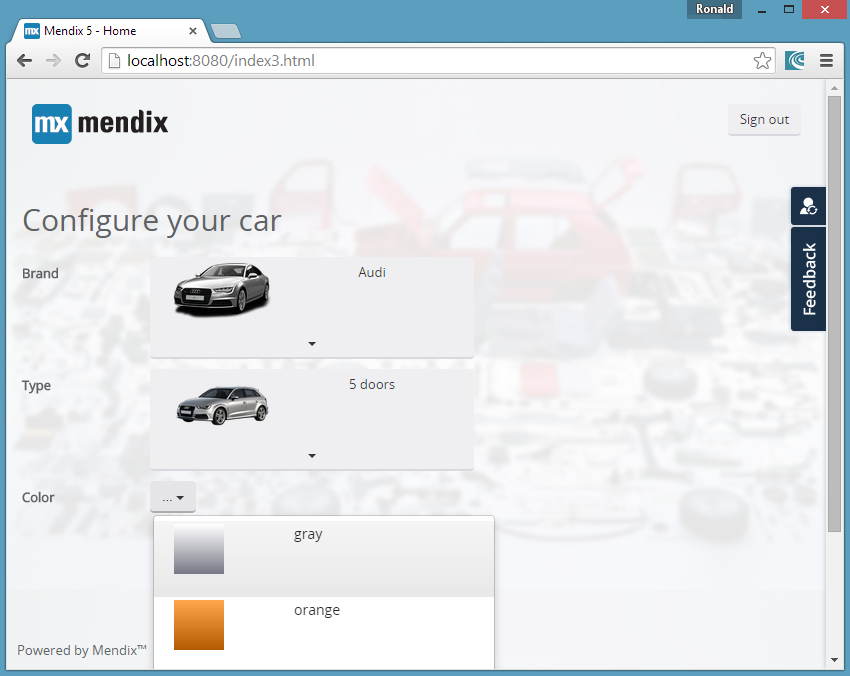 Ronald
mx Mendix 5 - Home
localhost:8080/index3.html
mx mendix
Sign out
Configure your car
Feedback
Brand
Audi
Type
5 doors
Color
...
gray
orange
Powered by Mendix™